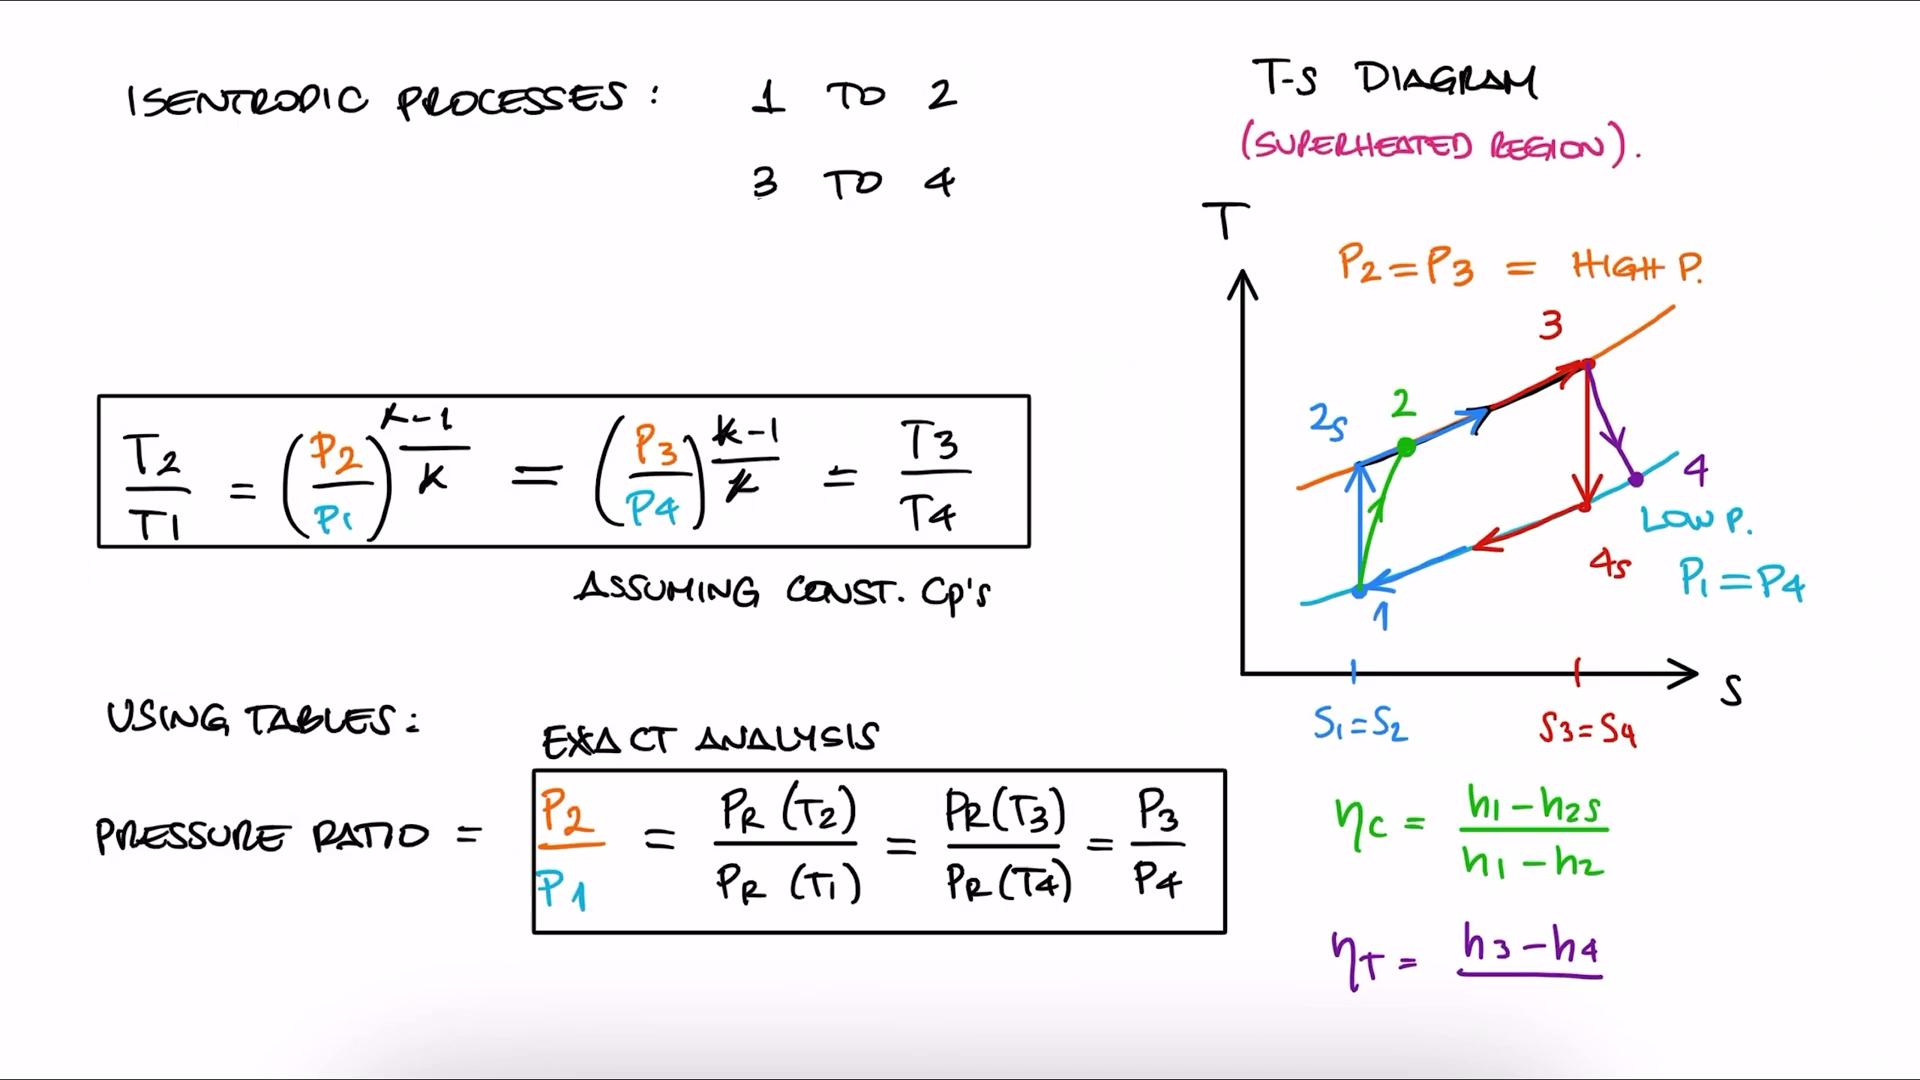 ISENTROPIC PROCESSES: 1 TO 2
3 TO 4
T2/T1 = (P2/P1)^(k-1)/k = (P3/P4)^(k-1)/k = T3/T4
ASSUMING CONST. Cp's
USING TABLES:
EXACT ANALYSIS
PRESSURE RATIO = P2/P1 = PR (T2)/PR (T1) = PR(T3)/PR(T4) = P3/P4
T-S DIAGRAM
(SUPERHEATED REGION).
T
P2 = P3 = HIGH P.
3
2s
2
4
LOW P.
4s
P1 = P4
1
S
S1 = S2
S3 = S4
ηc = h1 - h2s/h1 - h2
ηT = h3 - h4